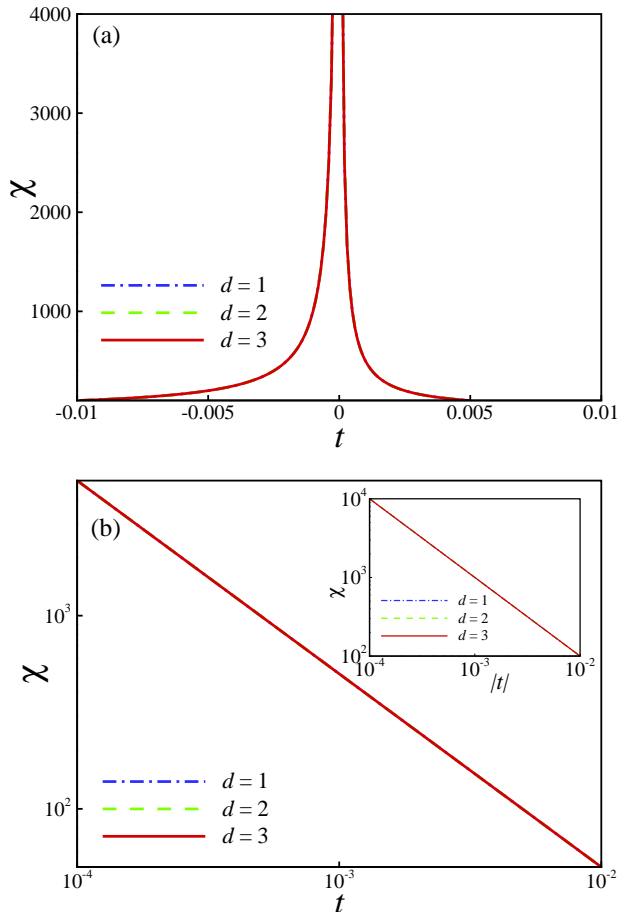 4000
(a)
3000
χ
2000
d = 1
d = 2
d = 3
1000
-0.01 -0.005 0 0.005 0.01
t
(b)
10^4
χ
10^3
d = 1
d = 2
d = 3
10^2
10^-4 10^-3 10^-2
|t|
10^3
χ
d = 1
d = 2
d = 3
10^2
10^-4 10^-3 10^-2
t